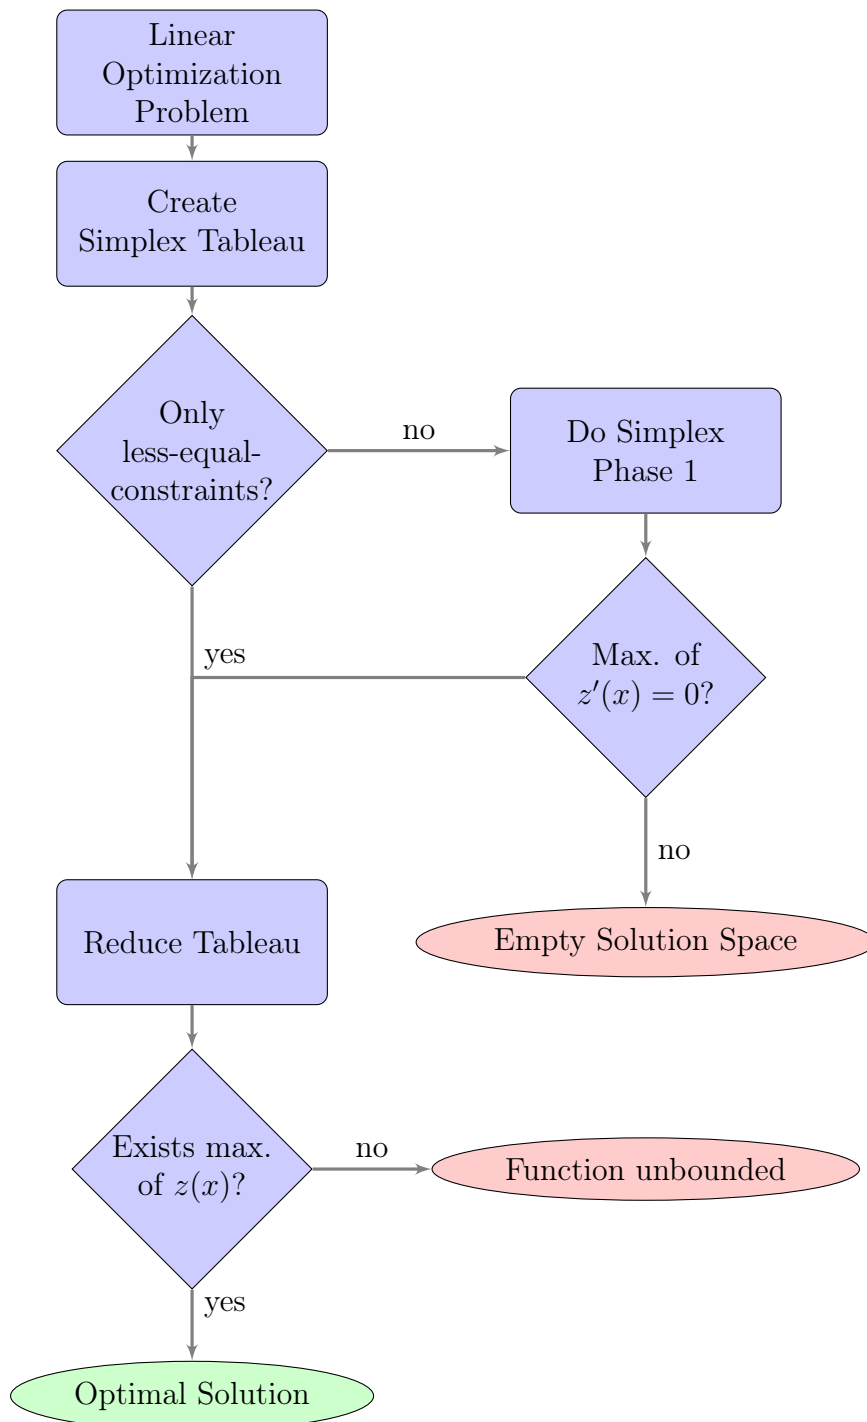 Linear
Optimization
Problem
Create
Simplex Tableau
Only
less-equal-
constraints?
no
Do Simplex
Phase 1
yes
Max. of
z′(x) = 0?
no
Reduce Tableau
Empty Solution Space
Exists max.
of z(x)?
no
Function unbounded
yes
Optimal Solution